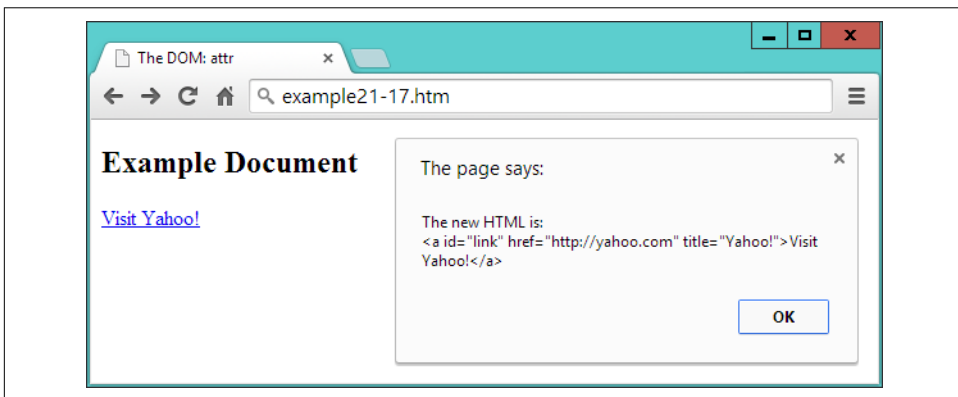 The DOM: attr
example21-17.htm
Example Document
Visit Yahoo!
The page says:
The new HTML is:
<a id="link" href="http://yahoo.com" title="Yahoo!">Visit
Yahoo!</a>
OK